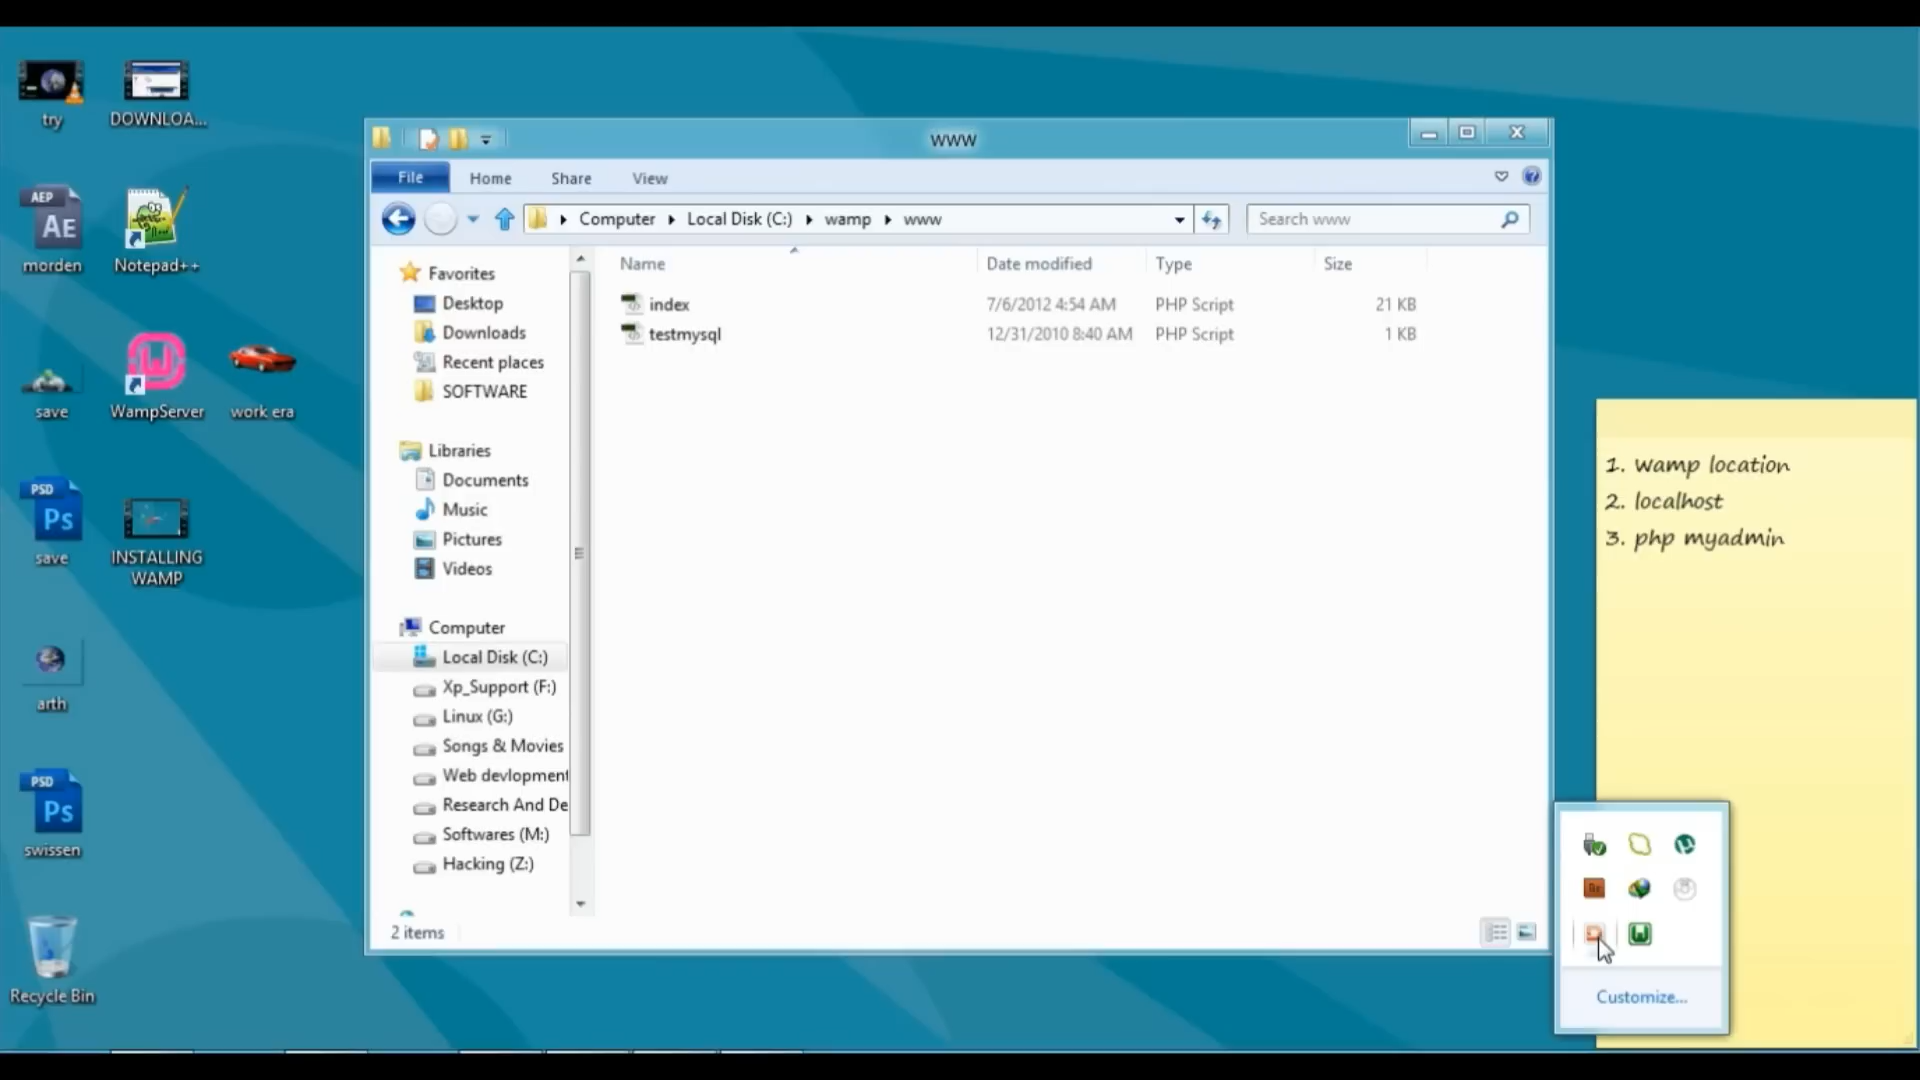 try
DOWNLOA...
AEP
AE
morden
Notepad++
save
WampServer
work era
PSD
Ps
save
INSTALLING
WAMP
arth
PSD
Ps
swissen
Recycle Bin
www
File
Home
Share
View
Computer
Local Disk (C:)
wamp
www
Search www
Favorites
Desktop
Downloads
Recent places
SOFTWARE
Libraries
Documents
Music
Pictures
Videos
Computer
Local Disk (C:)
Xp_Support (F:)
Linux (G:)
Songs & Movies
Web devlopment
Research And De
Softwares (M:)
Hacking (Z:)
Name
Date modified
Type
Size
index
7/6/2012 4:54 AM
PHP Script
21 KB
testmysql
12/31/2010 8:40 AM
PHP Script
1 KB
2 items
1. wamp location
2. localhost
3. php myadmin
Customize...